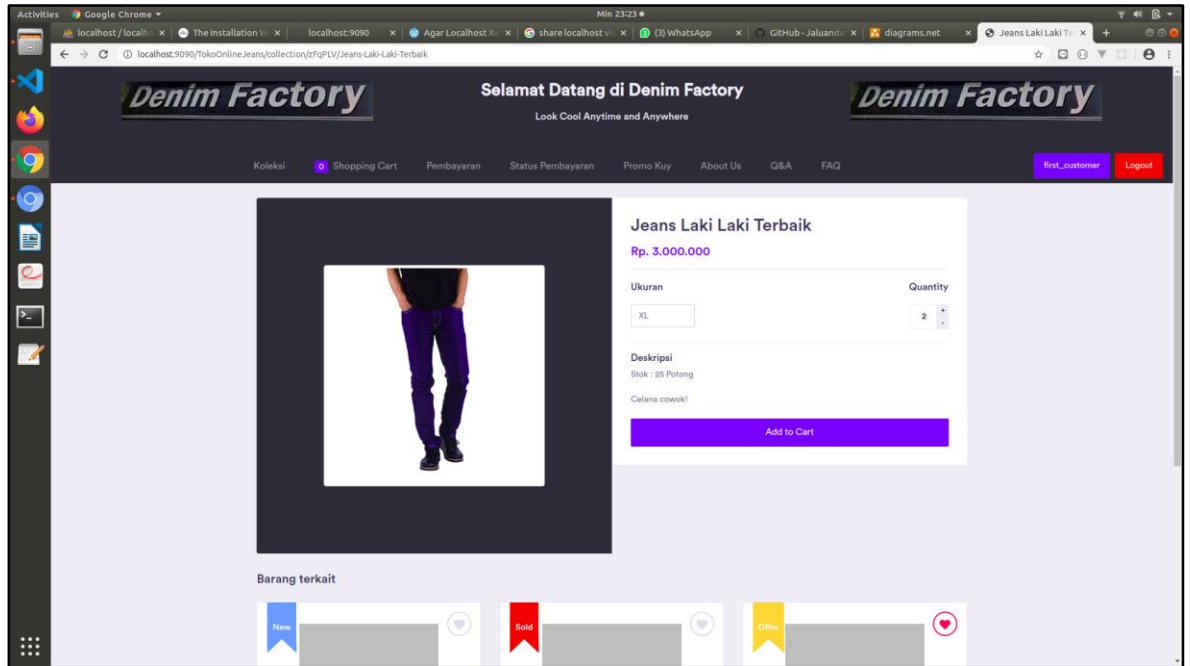 Activities
Google Chrome
Min 23:23
localhost / localh
The Installation W
localhost:9090
Agar Localhost Xa
share localhost vi
(3) WhatsApp
GitHub - Jaluanda
diagrams.net
Jeans Laki Laki Te
localhost:9090/TokoOnlineJeans/collection/zFqPLV/Jeans-Laki-Laki-Terbaik
Denim Factory
Selamat Datang di Denim Factory
Look Cool Anytime and Anywhere
Denim Factory
Koleksi
0 Shopping Cart
Pembayaran
Status Pembayaran
Promo Kuy
About Us
Q&A
FAQ
first_customer
Logout
Jeans Laki Laki Terbaik
Rp. 3.000.000
Ukuran
Quantity
XL
2
Deskripsi
Stok : 25 Potong
Celana cowok!
Add to Cart
Barang terkait
New
Sold
Offer